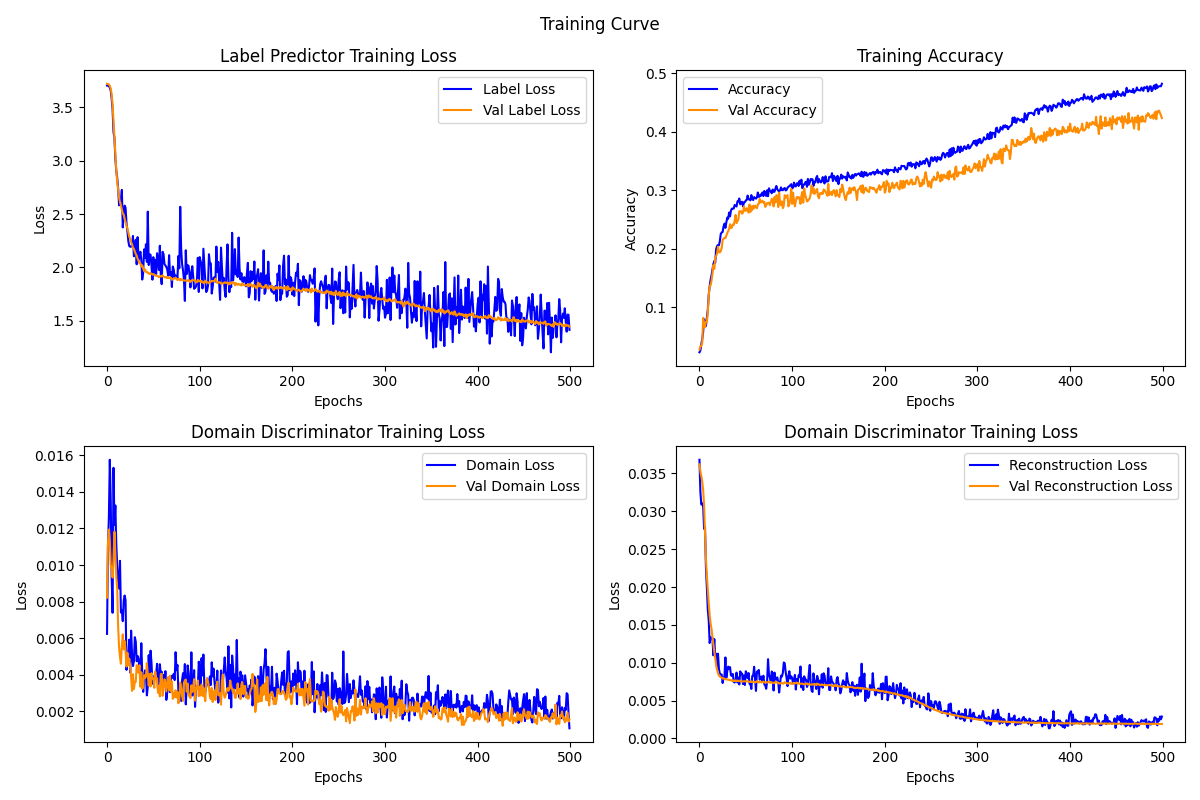 Training Curve
Label Predictor Training Loss
Label Loss
Val Label Loss
3.5
3.0
2.5
2.0
1.5
Loss
0 100 200 300 400 500
Epochs
Training Accuracy
Accuracy
Val Accuracy
0.5
0.4
0.3
0.2
0.1
Accuracy
0 100 200 300 400 500
Epochs
Domain Discriminator Training Loss
Domain Loss
Val Domain Loss
0.016
0.014
0.012
0.010
0.008
0.006
0.004
0.002
Loss
0 100 200 300 400 500
Epochs
Domain Discriminator Training Loss
Reconstruction Loss
Val Reconstruction Loss
0.035
0.030
0.025
0.020
0.015
0.010
0.005
0.000
Loss
0 100 200 300 400 500
Epochs